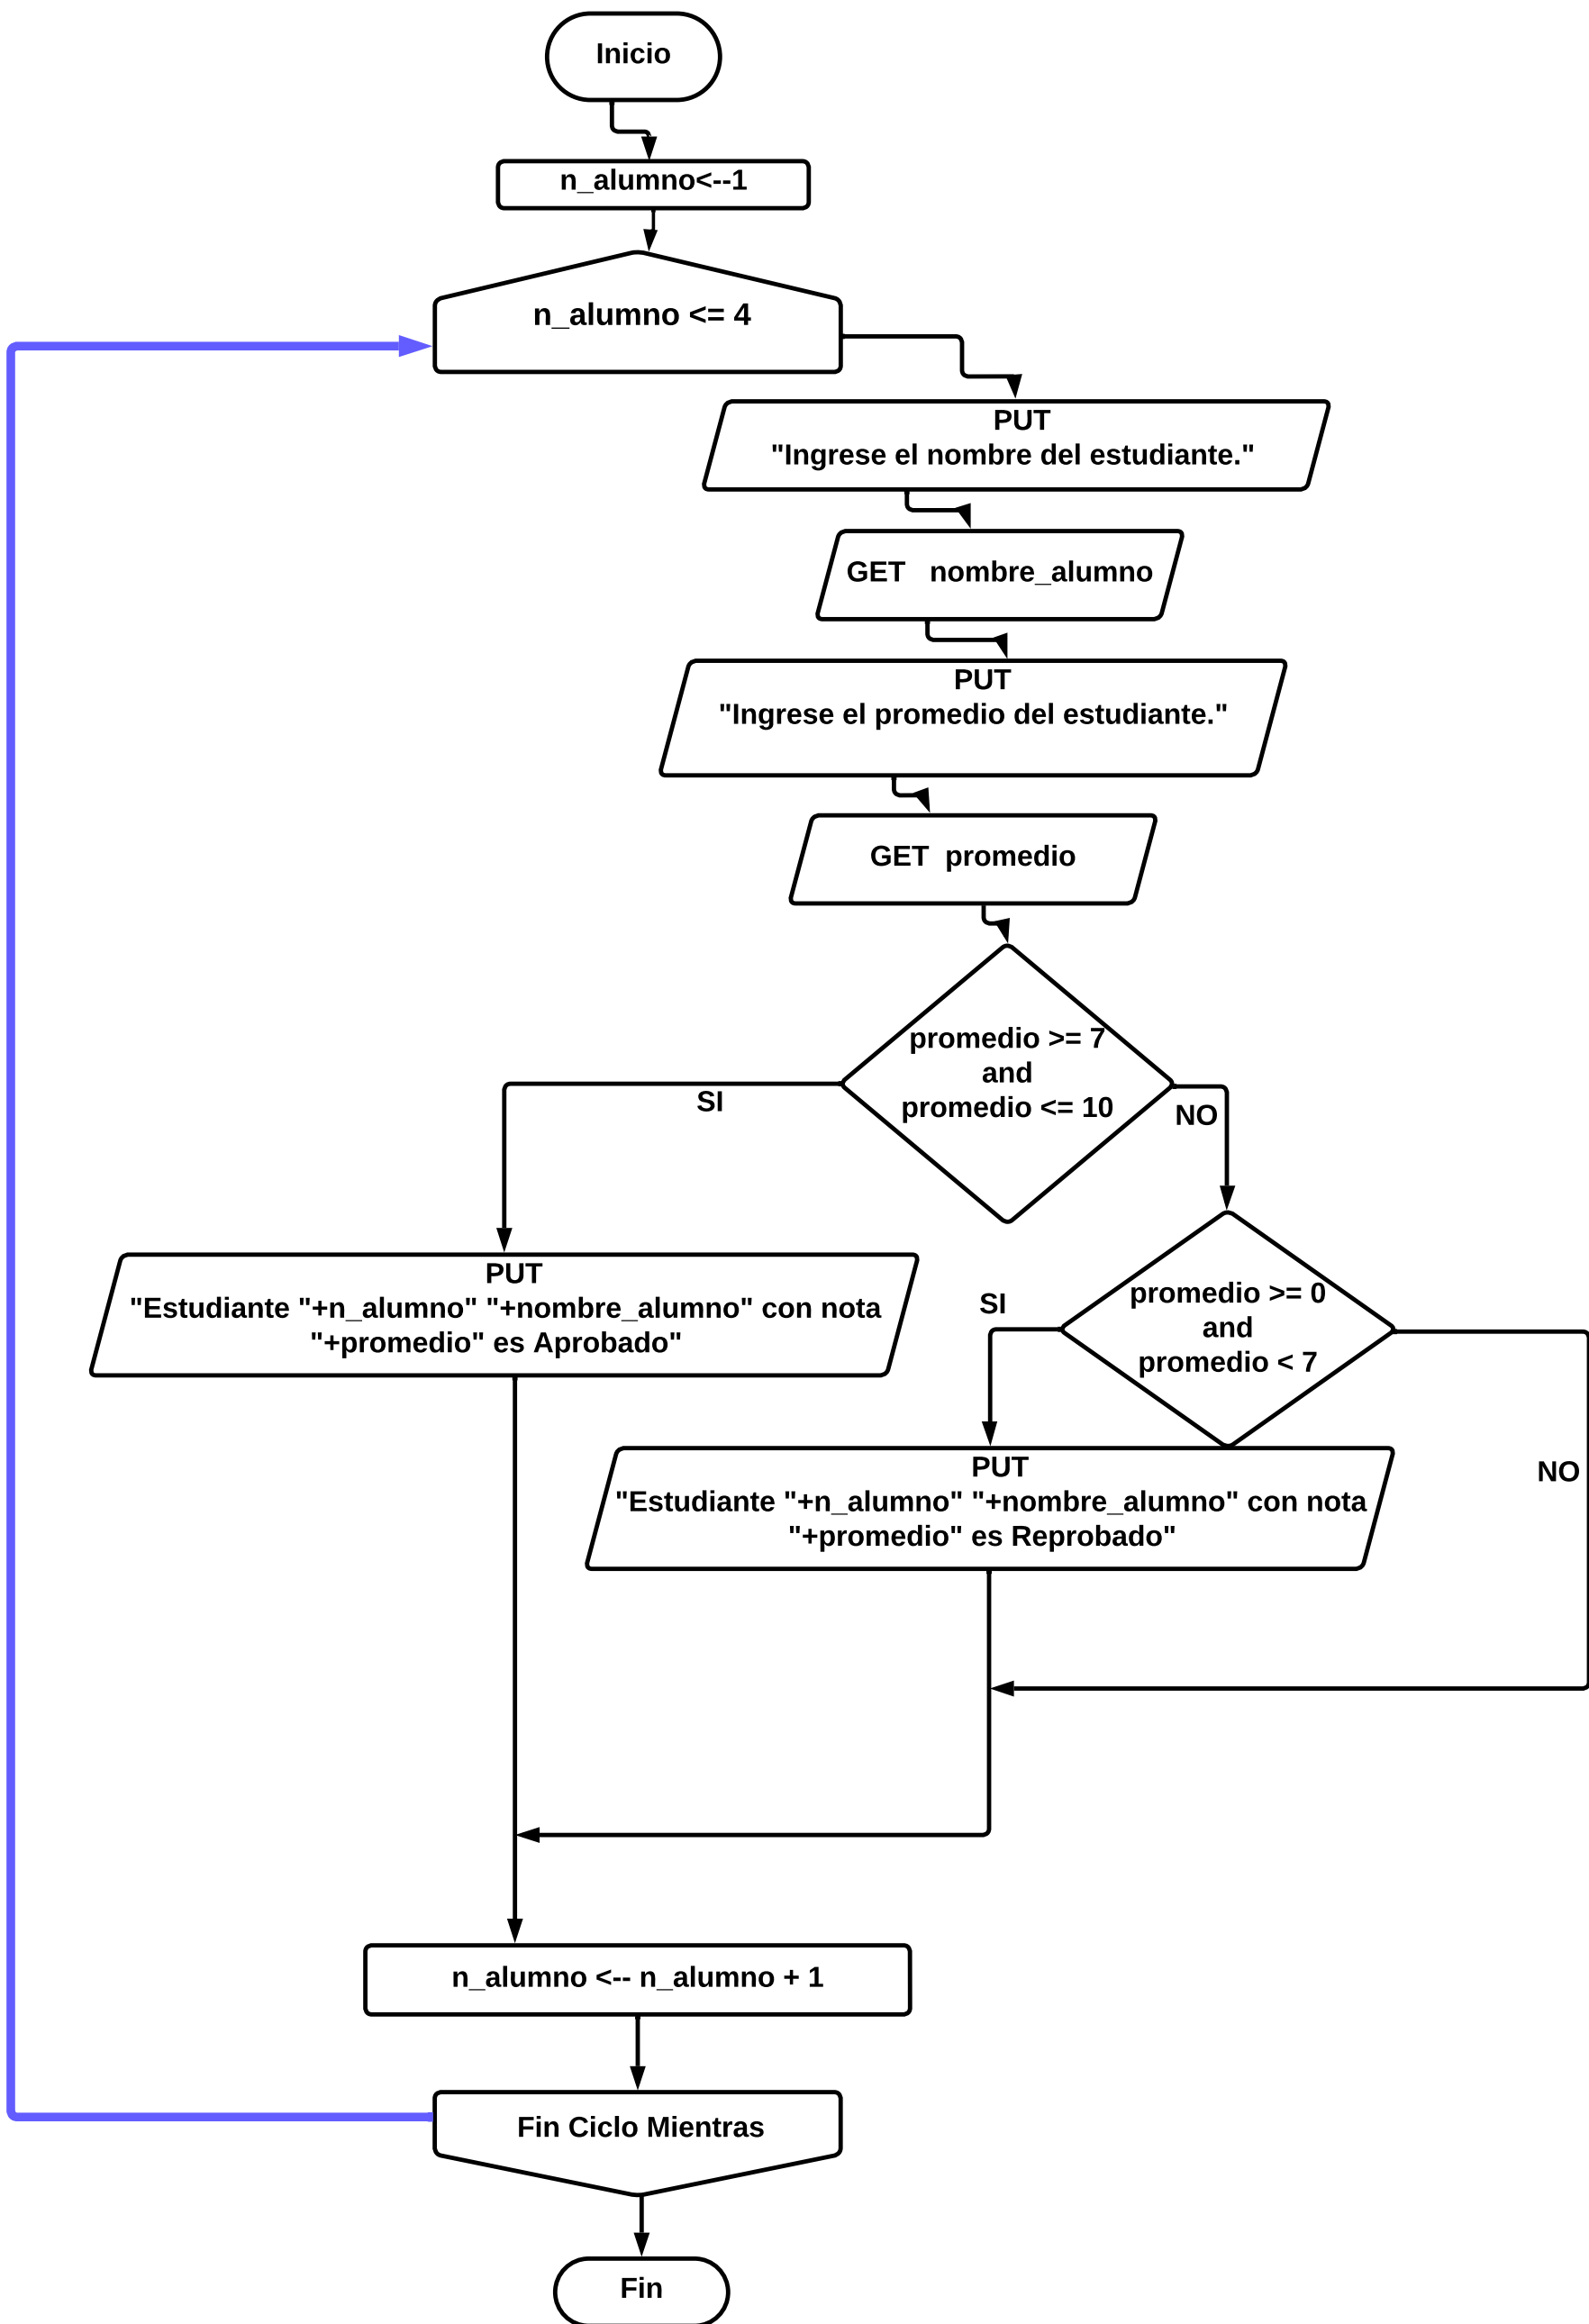 Inicio
n_alumno<--1
n_alumno <= 4
PUT
"Ingrese el nombre del estudiante."
GET   nombre_alumno
PUT
"Ingrese el promedio del estudiante."
GET  promedio
promedio >= 7
and
promedio <= 10
SI
NO
PUT
"Estudiante "+n_alumno" "+nombre_alumno" con nota
"+promedio" es Aprobado"
promedio >= 0
and
promedio < 7
SI
NO
PUT
"Estudiante "+n_alumno" "+nombre_alumno" con nota
"+promedio" es Reprobado"
n_alumno <-- n_alumno + 1
Fin Ciclo Mientras
Fin